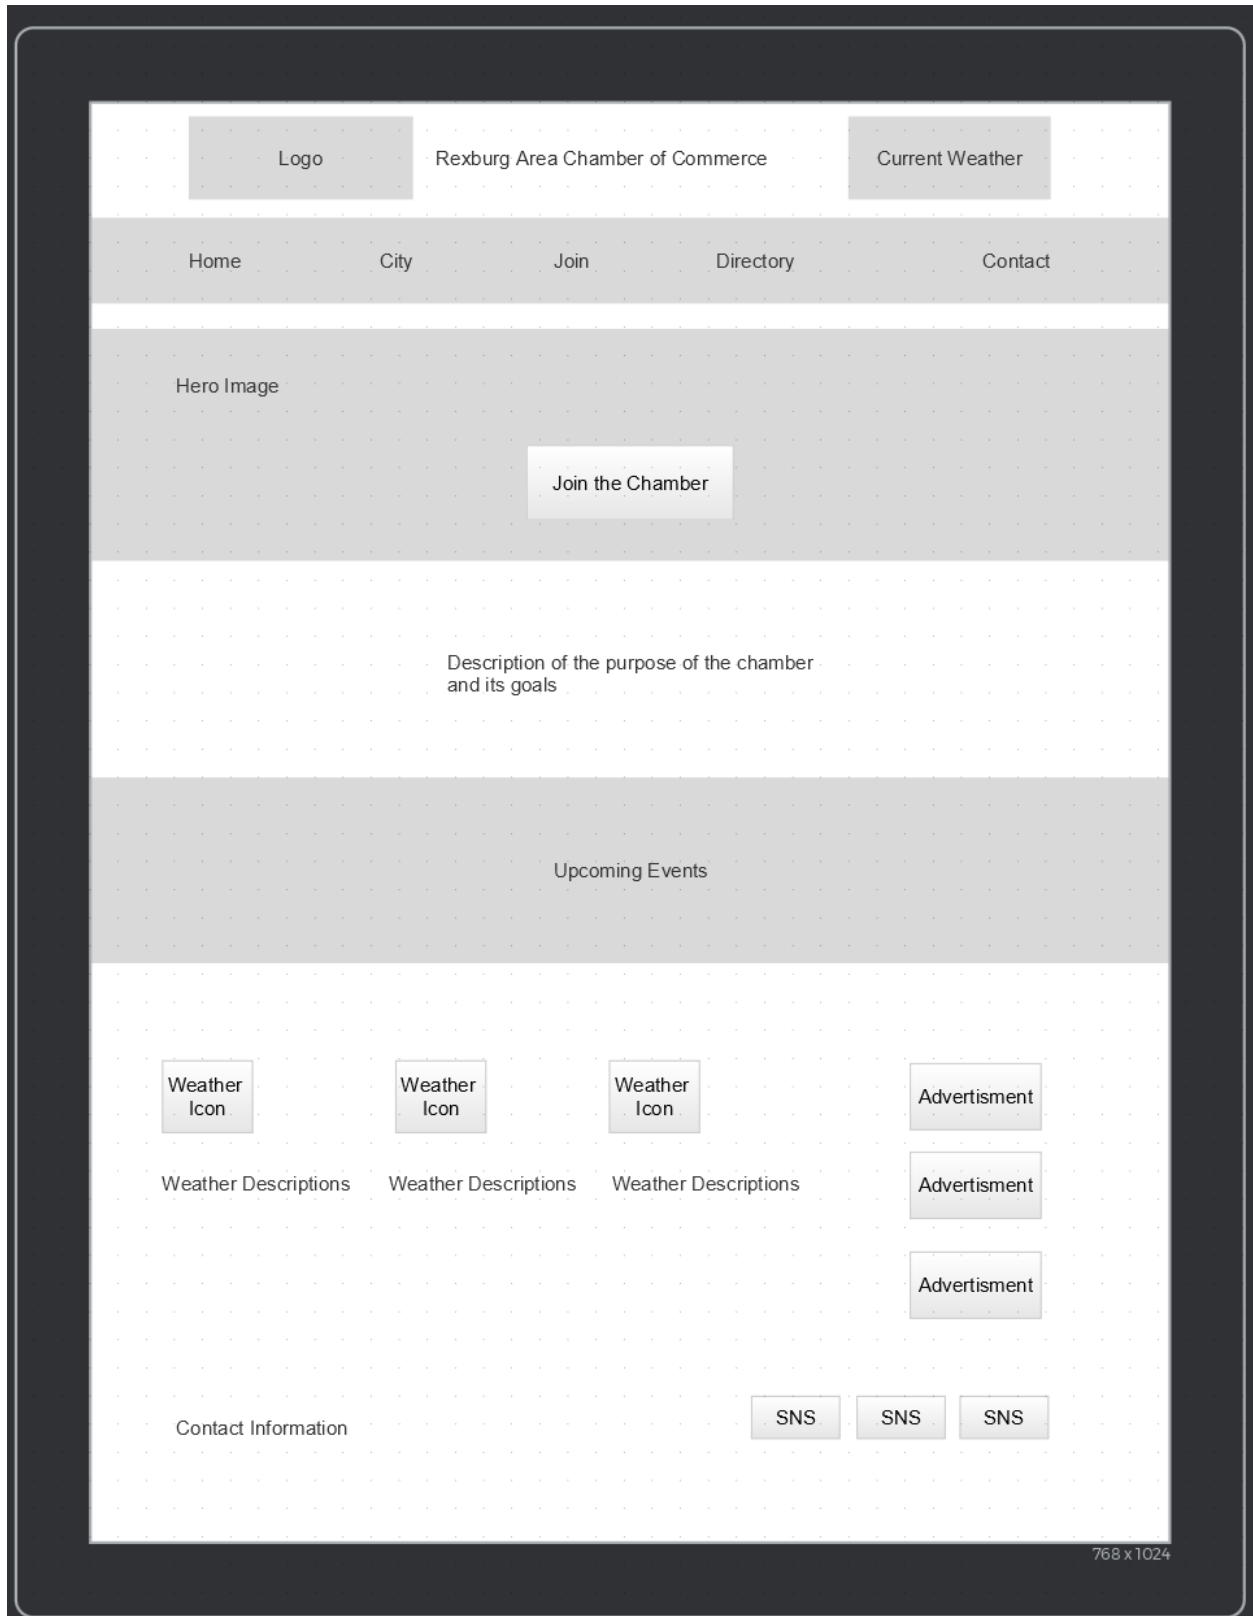 Logo
Rexburg Area Chamber of Commerce
Current Weather
Home
City
Join
Directory
Contact
Hero Image
Join the Chamber
Description of the purpose of the chamber
and its goals
Upcoming Events
Weather
Icon
Weather
Icon
Weather
Icon
Advertisment
Weather Descriptions
Weather Descriptions
Weather Descriptions
Advertisment
Advertisment
Contact Information
SNS
SNS
SNS
768 x 1024